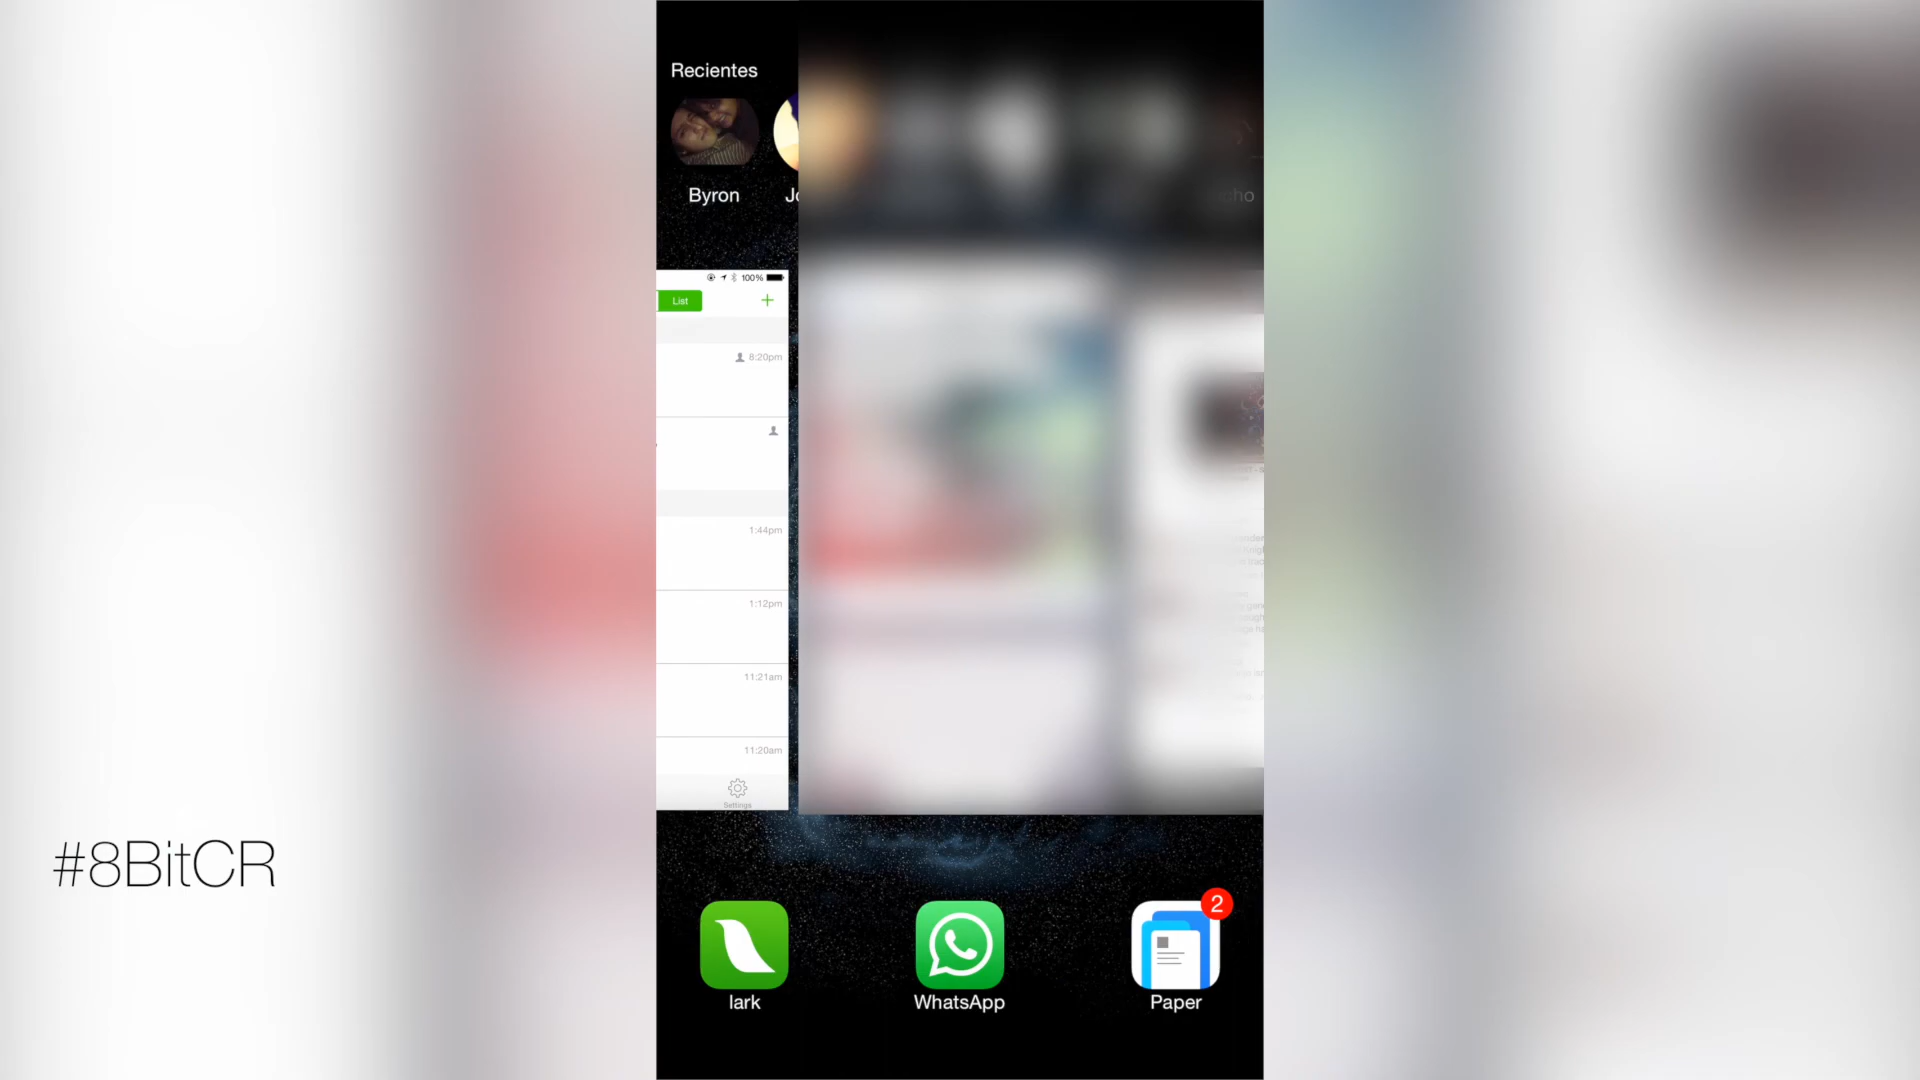 Recientes
Byron
100%
List
+
8:20pm
1:44pm
1:12pm
11:21am
11:20am
Settings
#8BitCR
2
lark
WhatsApp
Paper